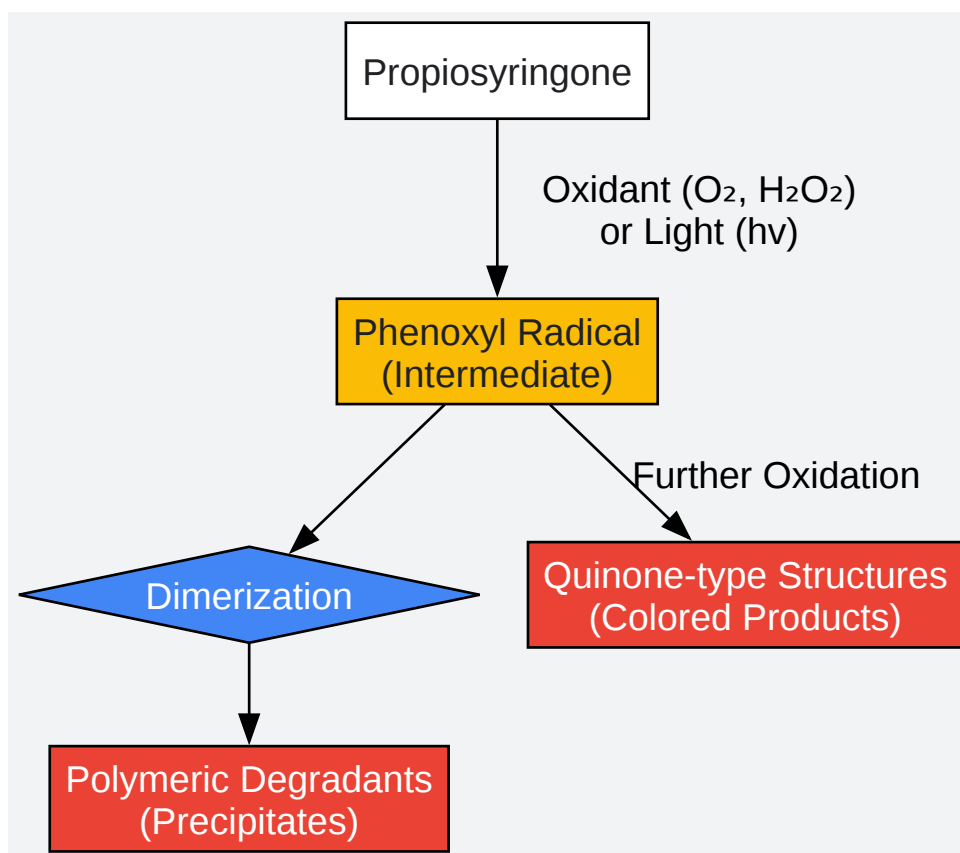 Propiosyringone
Oxidant (O₂, H₂O₂)
or Light (hv)
Phenoxyl Radical
(Intermediate)
Further Oxidation
Dimerization
Quinone-type Structures
(Colored Products)
Polymeric Degradants
(Precipitates)